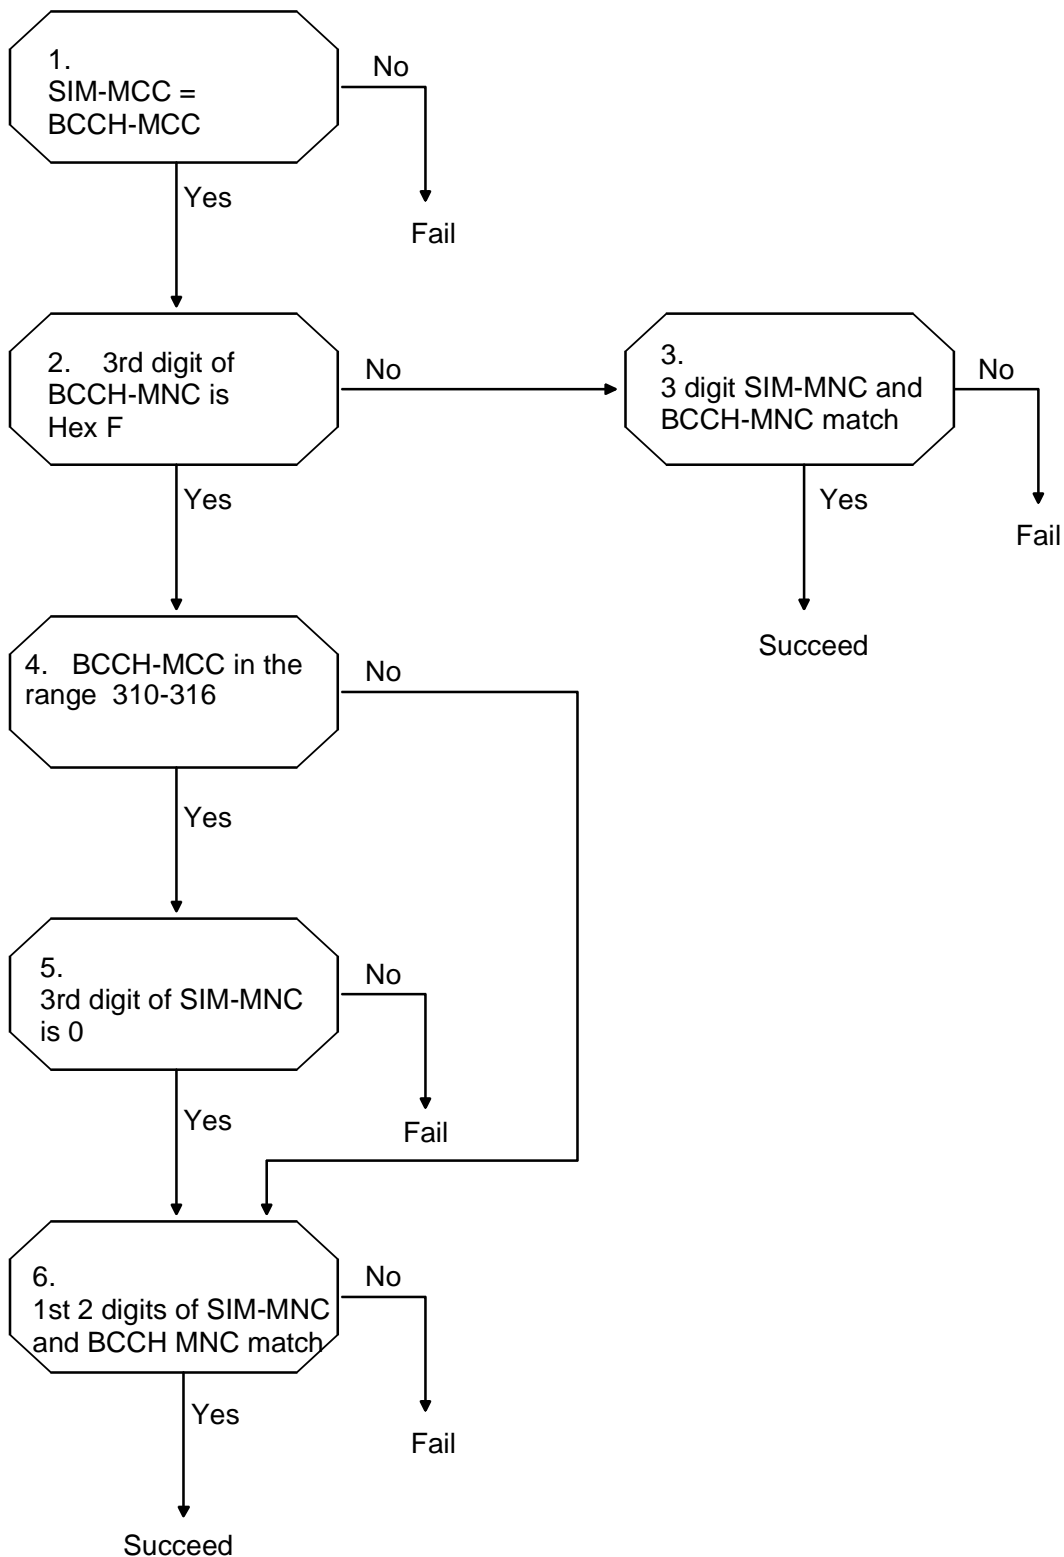 1.
SIM-MCC =
BCCH-MCC
No
Yes
Fail
2. 3rd digit of
BCCH-MNC is
Hex F
No
Yes
3.
3 digit SIM-MNC and
BCCH-MNC match
No
Yes
Fail
Succeed
4. BCCH-MCC in the
range 310-316
No
Yes
5.
3rd digit of SIM-MNC
is 0
No
Yes
Fail
6.
1st 2 digits of SIM-MNC
and BCCH MNC match
No
Yes
Fail
Succeed